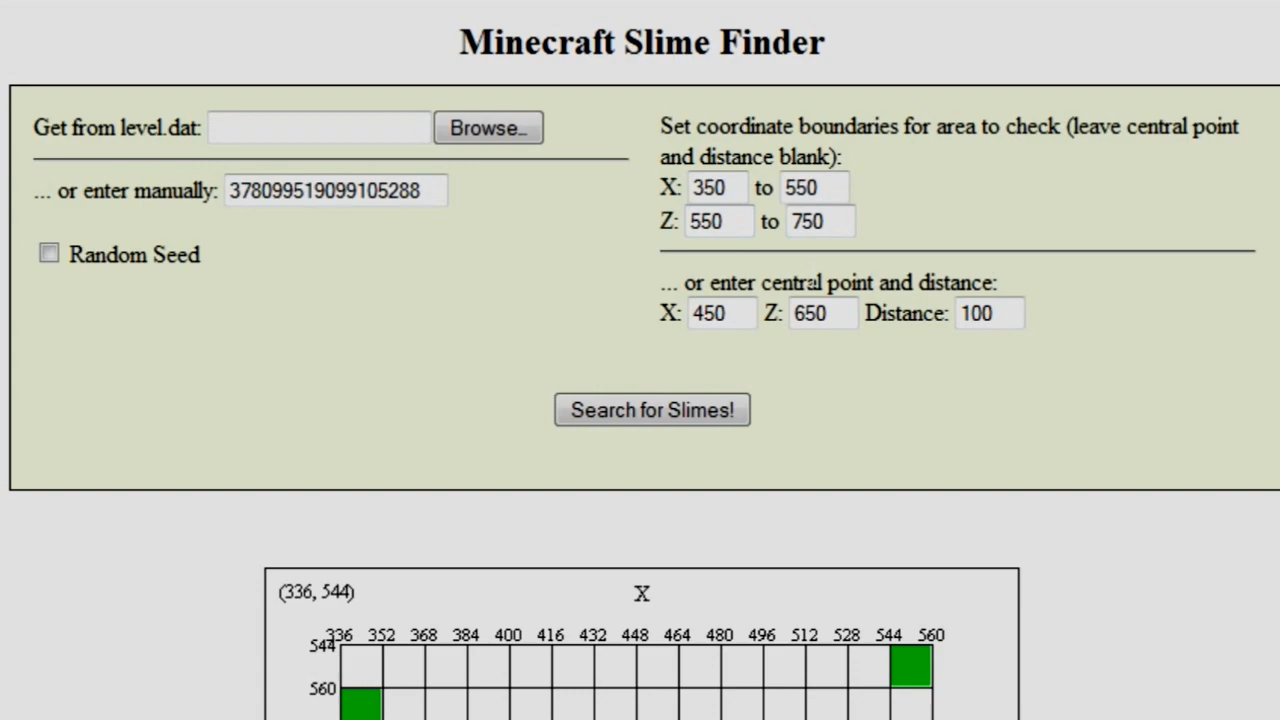 Minecraft Slime Finder
Get from level.dat: Browse...
... or enter manually: 378099519099105288
Random Seed
Set coordinate boundaries for area to check (leave central point
and distance blank):
X: 350 to 550
Z: 550 to 750
... or enter central point and distance:
X: 450 Z: 650 Distance: 100
Search for Slimes!
(336, 544) X
336 352 368 384 400 416 432 448 464 480 496 512 528 544 560
544
560